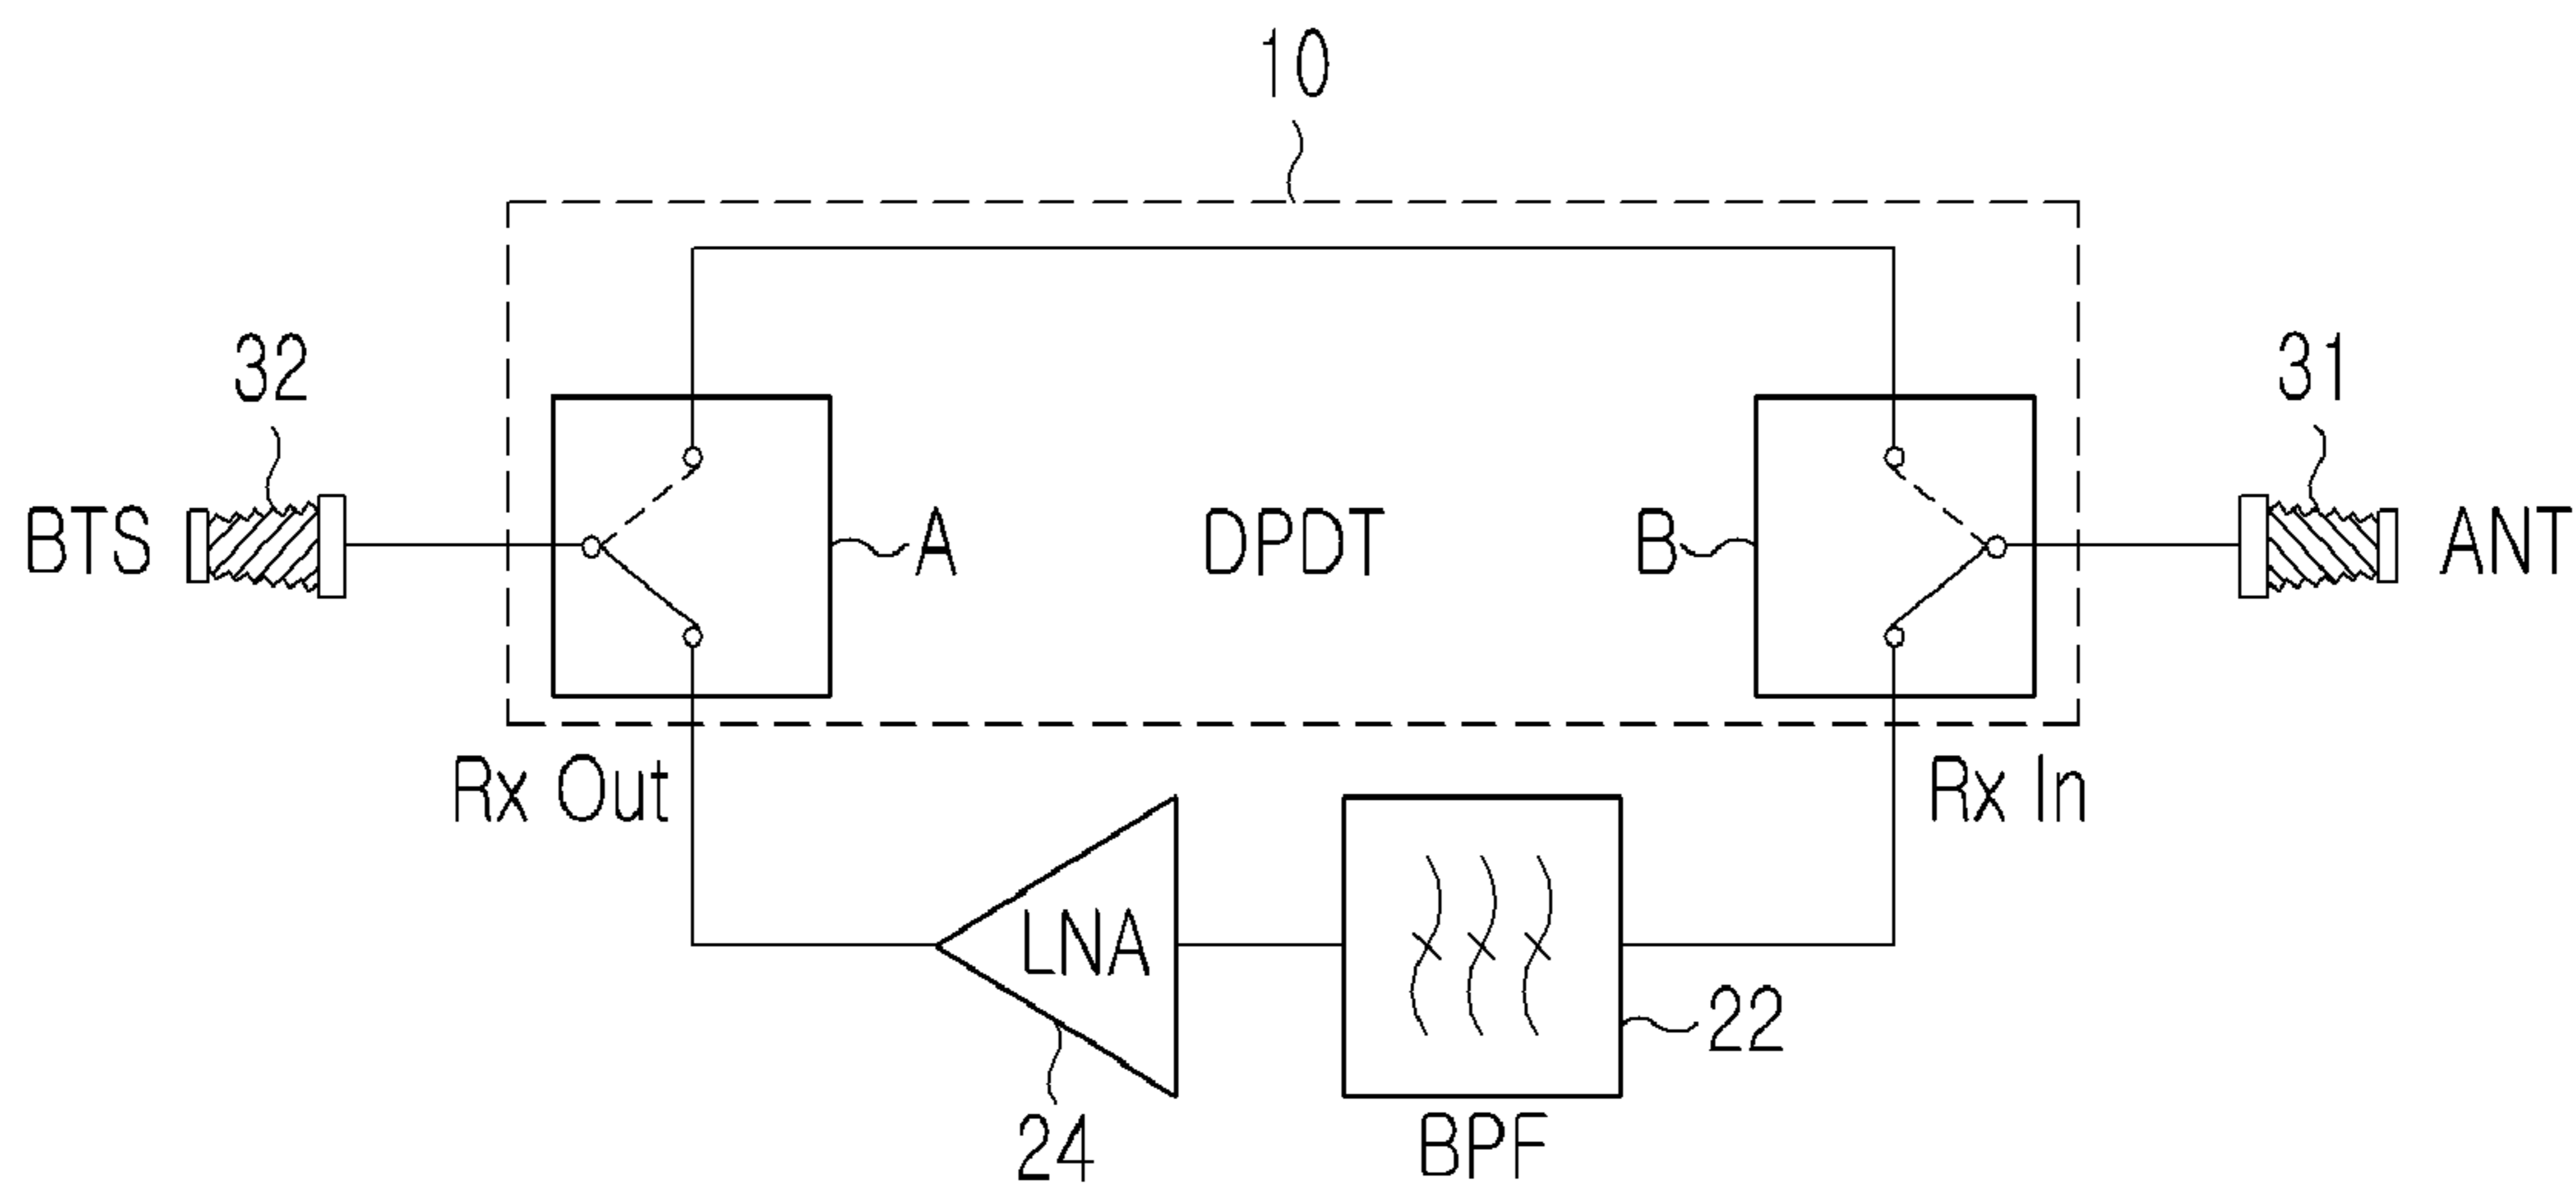 10
32
31
BTS
A
DPDT
B
ANT
Rx Out
Rx In
LNA
22
24
BPF